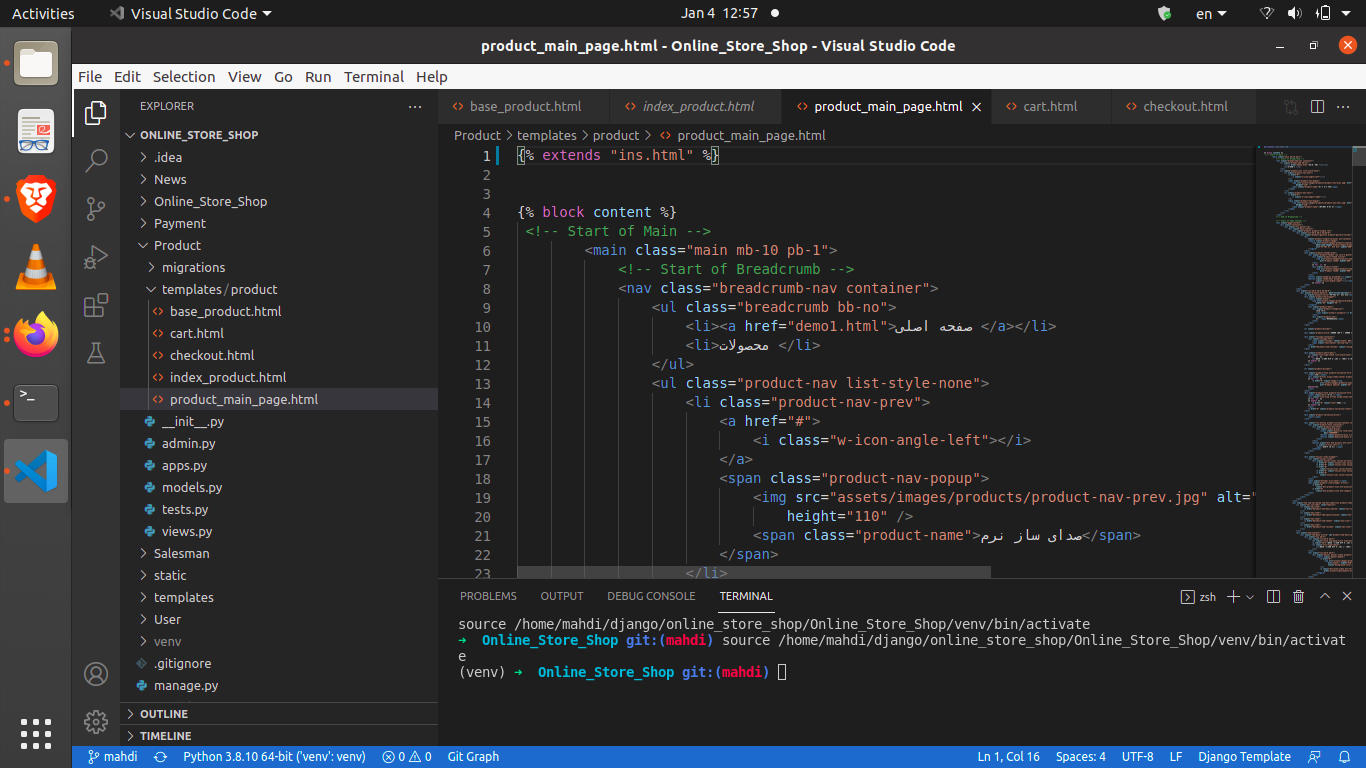 Activities
Visual Studio Code
Jan 4 12:57
en
product_main_page.html - Online_Store_Shop - Visual Studio Code
File Edit Selection View Go Run Terminal Help
EXPLORER
ONLINE_STORE_SHOP
.idea
News
Online_Store_Shop
Payment
Product
migrations
templates/product
base_product.html
cart.html
checkout.html
index_product.html
product_main_page.html
__init__.py
admin.py
apps.py
models.py
tests.py
views.py
Salesman
static
templates
User
venv
.gitignore
manage.py
OUTLINE
TIMELINE
base_product.html index_product.html product_main_page.html cart.html checkout.html
Product > templates > product > product_main_page.html
1 {% extends "ins.html" %}
2
3
4 {% block content %}
5 <!-- Start of Main -->
6 <main class="main mb-10 pb-1">
7 <!-- Start of Breadcrumb -->
8 <nav class="breadcrumb-nav container">
9 <ul class="breadcrumb bb-no">
10 <li><a href="demo1.html">صفحه اصلی </a></li>
11 <li>محصولات </li>
12 </ul>
13 <ul class="product-nav list-style-none">
14 <li class="product-nav-prev">
15 <a href="#">
16 <i class="w-icon-angle-left"></i>
17 </a>
18 <span class="product-nav-popup">
19 <img src="assets/images/products/product-nav-prev.jpg" alt="
20 height="110" />
21 <span class="product-name">صدای ساز نرم</span>
22 </span>
23 </li>
PROBLEMS OUTPUT DEBUG CONSOLE TERMINAL
zsh
source /home/mahdi/django/online_store_shop/Online_Store_Shop/venv/bin/activate
➜ Online_Store_Shop git:(mahdi) source /home/mahdi/django/online_store_shop/Online_Store_Shop/venv/bin/activat
e
(venv) ➜ Online_Store_Shop git:(mahdi)
mahdi
Python 3.8.10 64-bit ('venv': venv)
0 0
Git Graph
Ln 1, Col 16
Spaces: 4
UTF-8
LF
Django Template